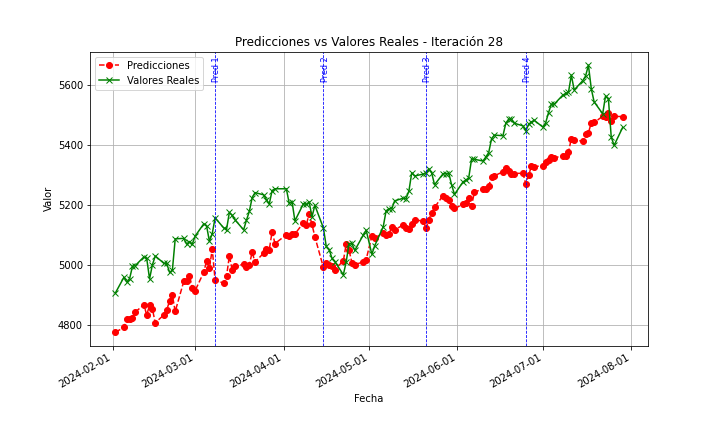 Predicciones vs Valores Reales - Iteración 28
Predicciones
Valores Reales
Pred 1
Pred 2
Pred 3
Pred 4
Valor
5600
5400
5200
5000
4800
2024-02-01
2024-03-01
2024-04-01
2024-05-01
2024-06-01
2024-07-01
2024-08-01
Fecha